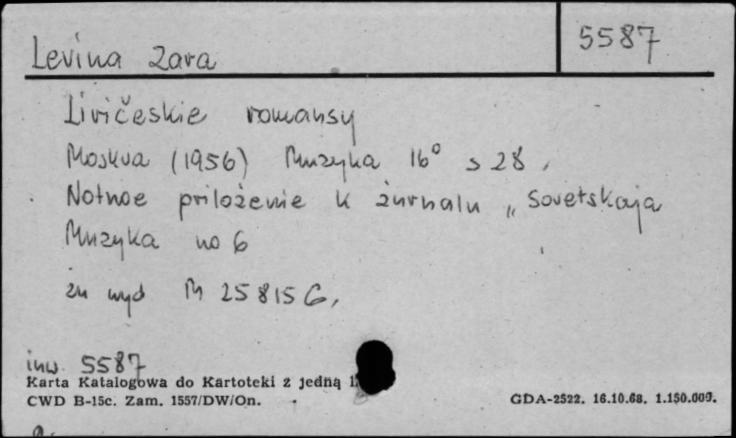 Levina Zara 5587
Liričeskie romansy
Moskva (1956) Muzyka 16° s 28.
Notnoe priloženie k žurnalu „Sovetskaja
Muzyka no 6
zn wyd M 25815 G,
inw. 5587
Karta Katalogowa do Kartoteki z jedną
CWD B-15c. Zam. 1557/DW/On.
GDA-2522. 16.10.68. 1.150.000.